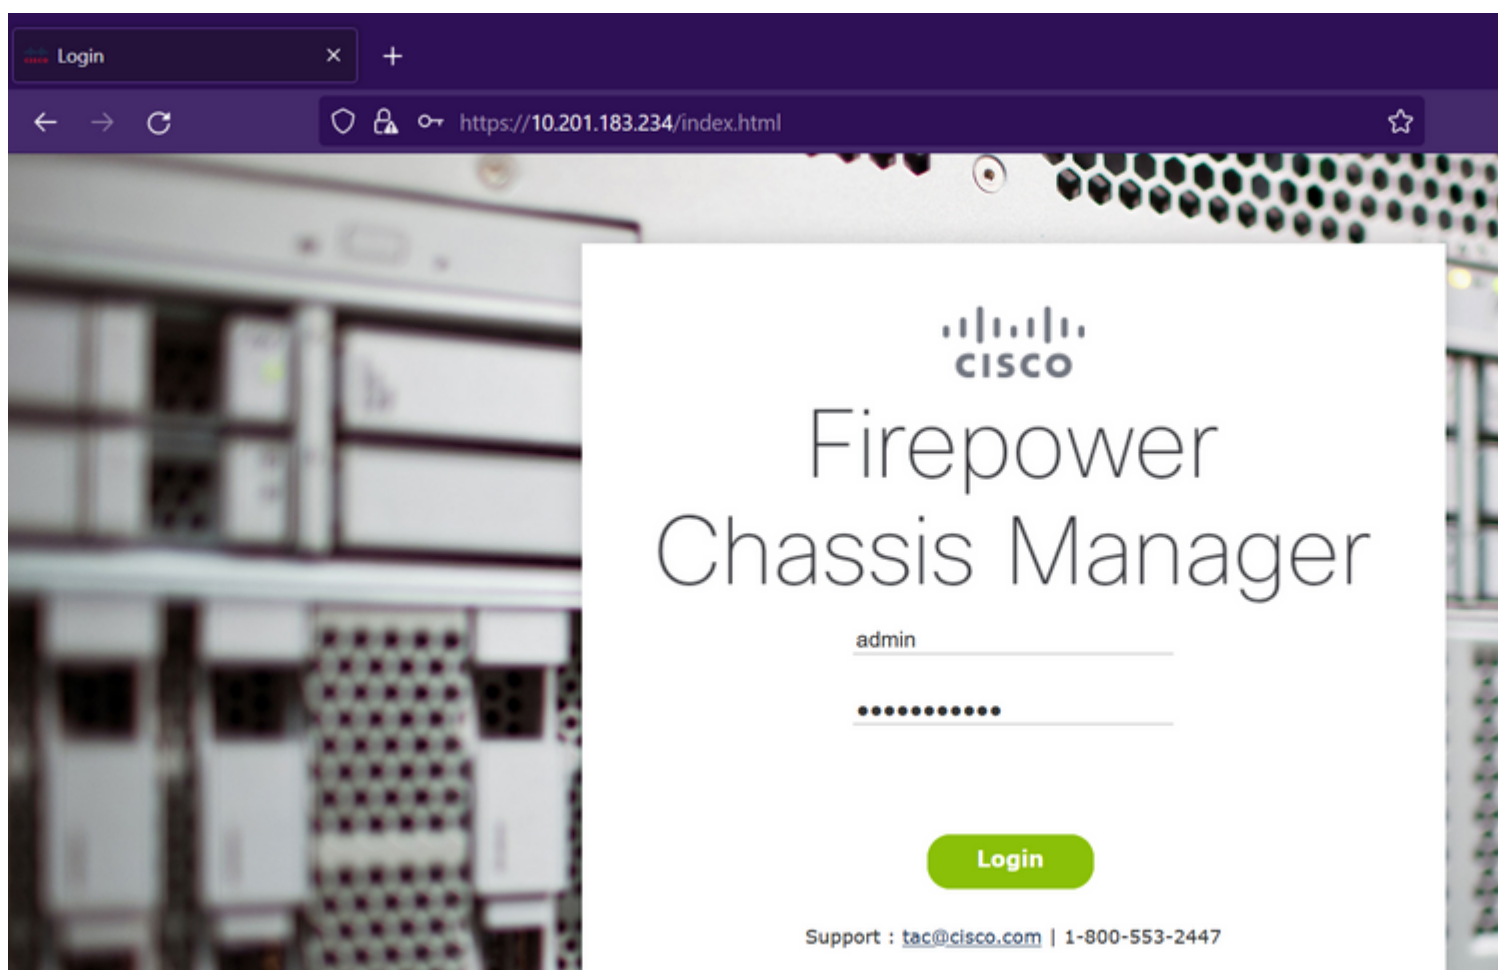 Login
https://10.201.183.234/index.html
CISCO
Firepower
Chassis Manager
admin
•••••••••••
Login
Support : tac@cisco.com | 1-800-553-2447